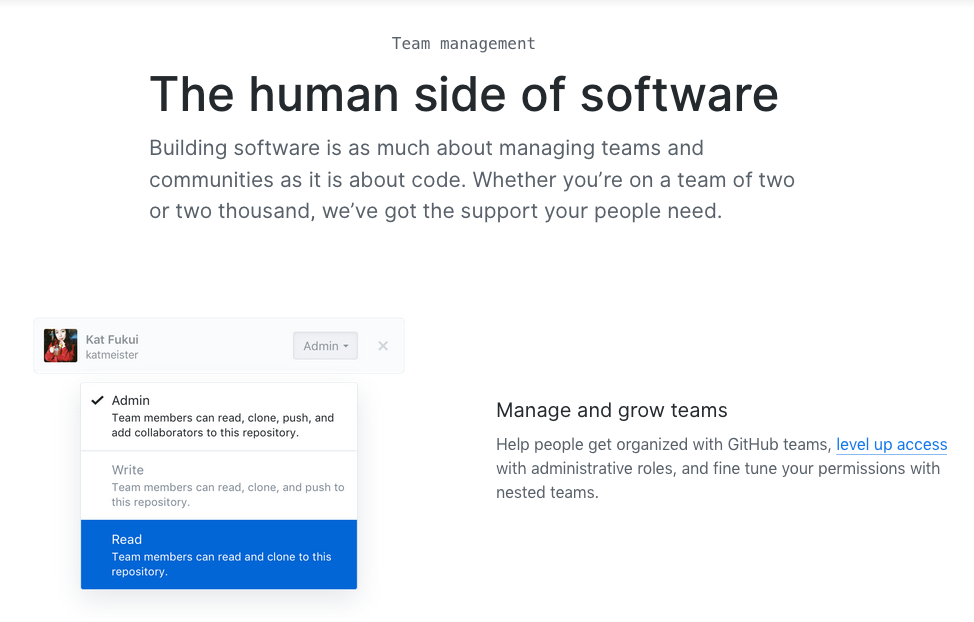 Team management
The human side of software
Building software is as much about managing teams and
communities as it is about code. Whether you’re on a team of two
or two thousand, we’ve got the support your people need.
Kat Fukui
katmeister
Admin
Admin
Team members can read, clone, push, and
add collaborators to this repository.
Write
Team members can read, clone, and push to
this repository.
Read
Team members can read and clone to this
repository.
Manage and grow teams
Help people get organized with GitHub teams, level up access
with administrative roles, and fine tune your permissions with
nested teams.